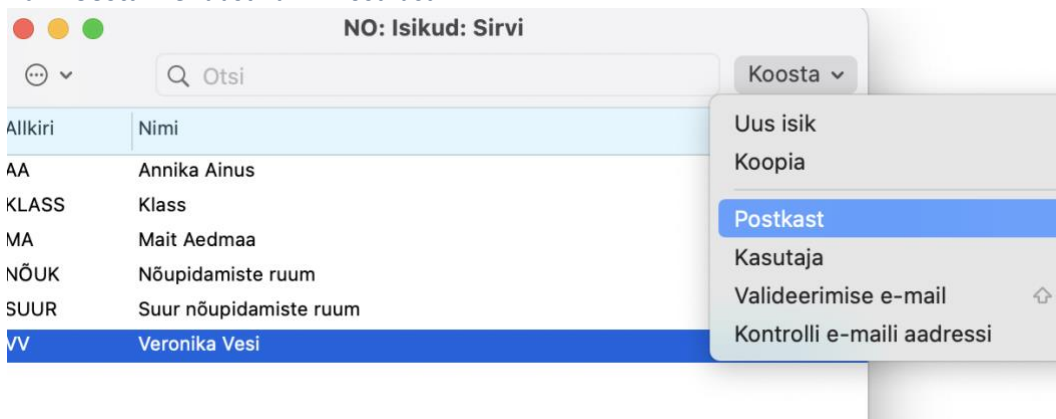 NO: Isikud: Sirvi
Otsi
Koosta
Allkiri Nimi
AA Annika Ainus
KLASS Klass
MA Mait Aedmaa
NÕUK Nõupidamiste ruum
SUUR Suur nõupidamiste ruum
VV Veronika Vesi
Uus isik
Koopia
Postkast
Kasutaja
Valideerimise e-mail
Kontrolli e-maili aadressi